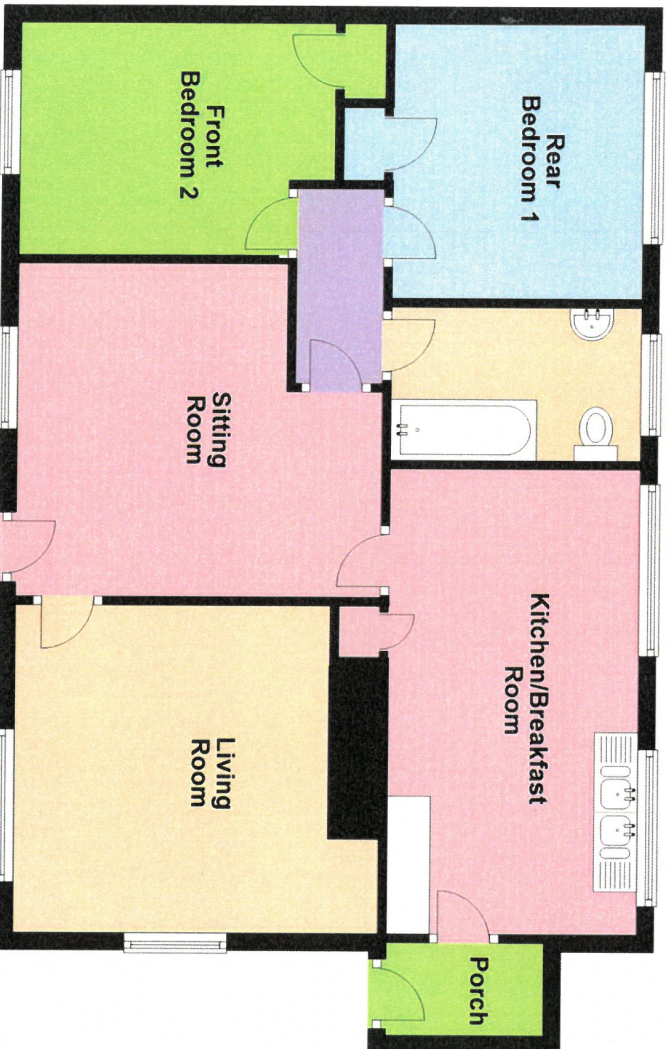 Rear
Bedroom 1
Kitchen/Breakfast
Room
Porch
Front
Bedroom 2
Sitting
Room
Living
Room